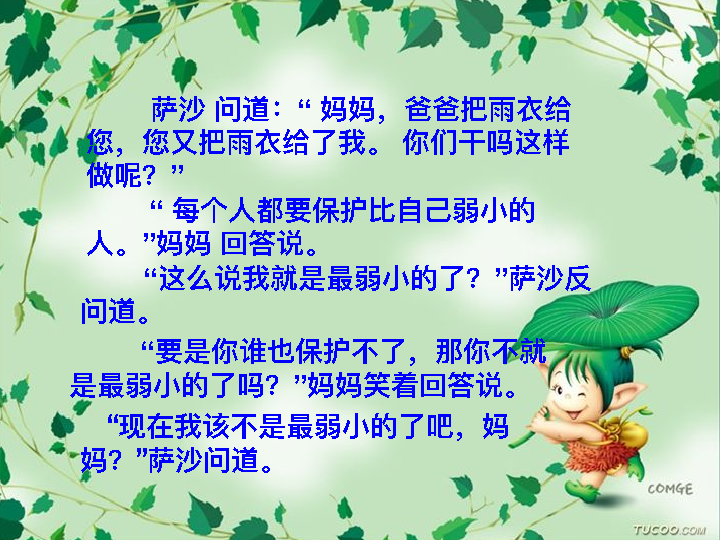 萨沙 问道：“ 妈妈，爸爸把雨衣给
您，您又把雨衣给了我。 你们干吗这样
做呢？”
“ 每个人都要保护比自己弱小的
人。”妈妈 回答说。
“这么说我就是最弱小的了？”萨沙反
问道。
“要是你谁也保护不了，那你不就
是最弱小的了吗？”妈妈笑着回答说。
“现在我该不是最弱小的了吧，妈
妈？”萨沙问道。
COMGE
TUCOO.COM